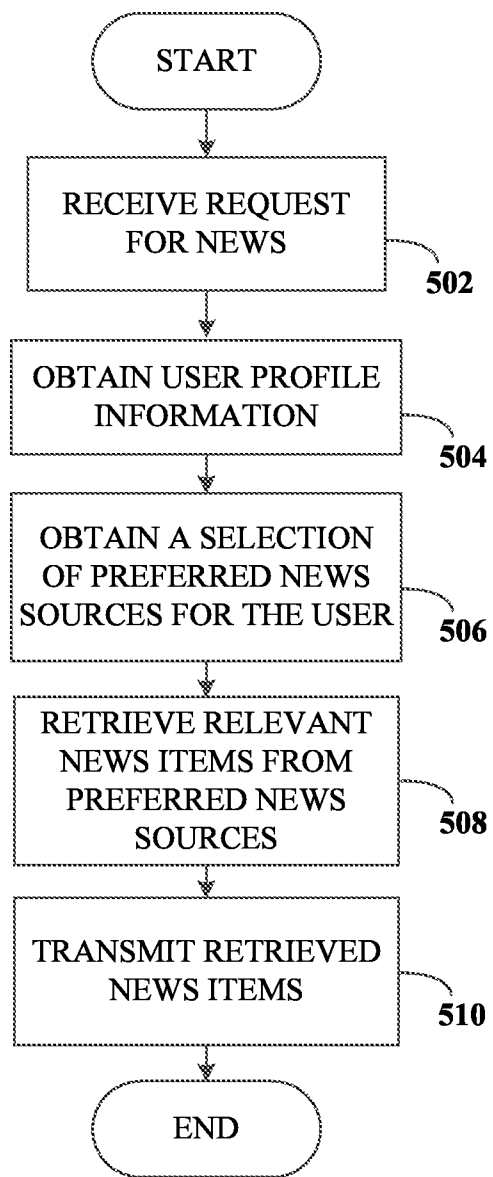 START
RECEIVE REQUEST
FOR NEWS
502
OBTAIN USER PROFILE
INFORMATION
504
OBTAIN A SELECTION
OF PREFERRED NEWS
SOURCES FOR THE USER
506
RETRIEVE RELEVANT
NEWS ITEMS FROM
PREFERRED NEWS
SOURCES
508
TRANSMIT RETRIEVED
NEWS ITEMS
510
END